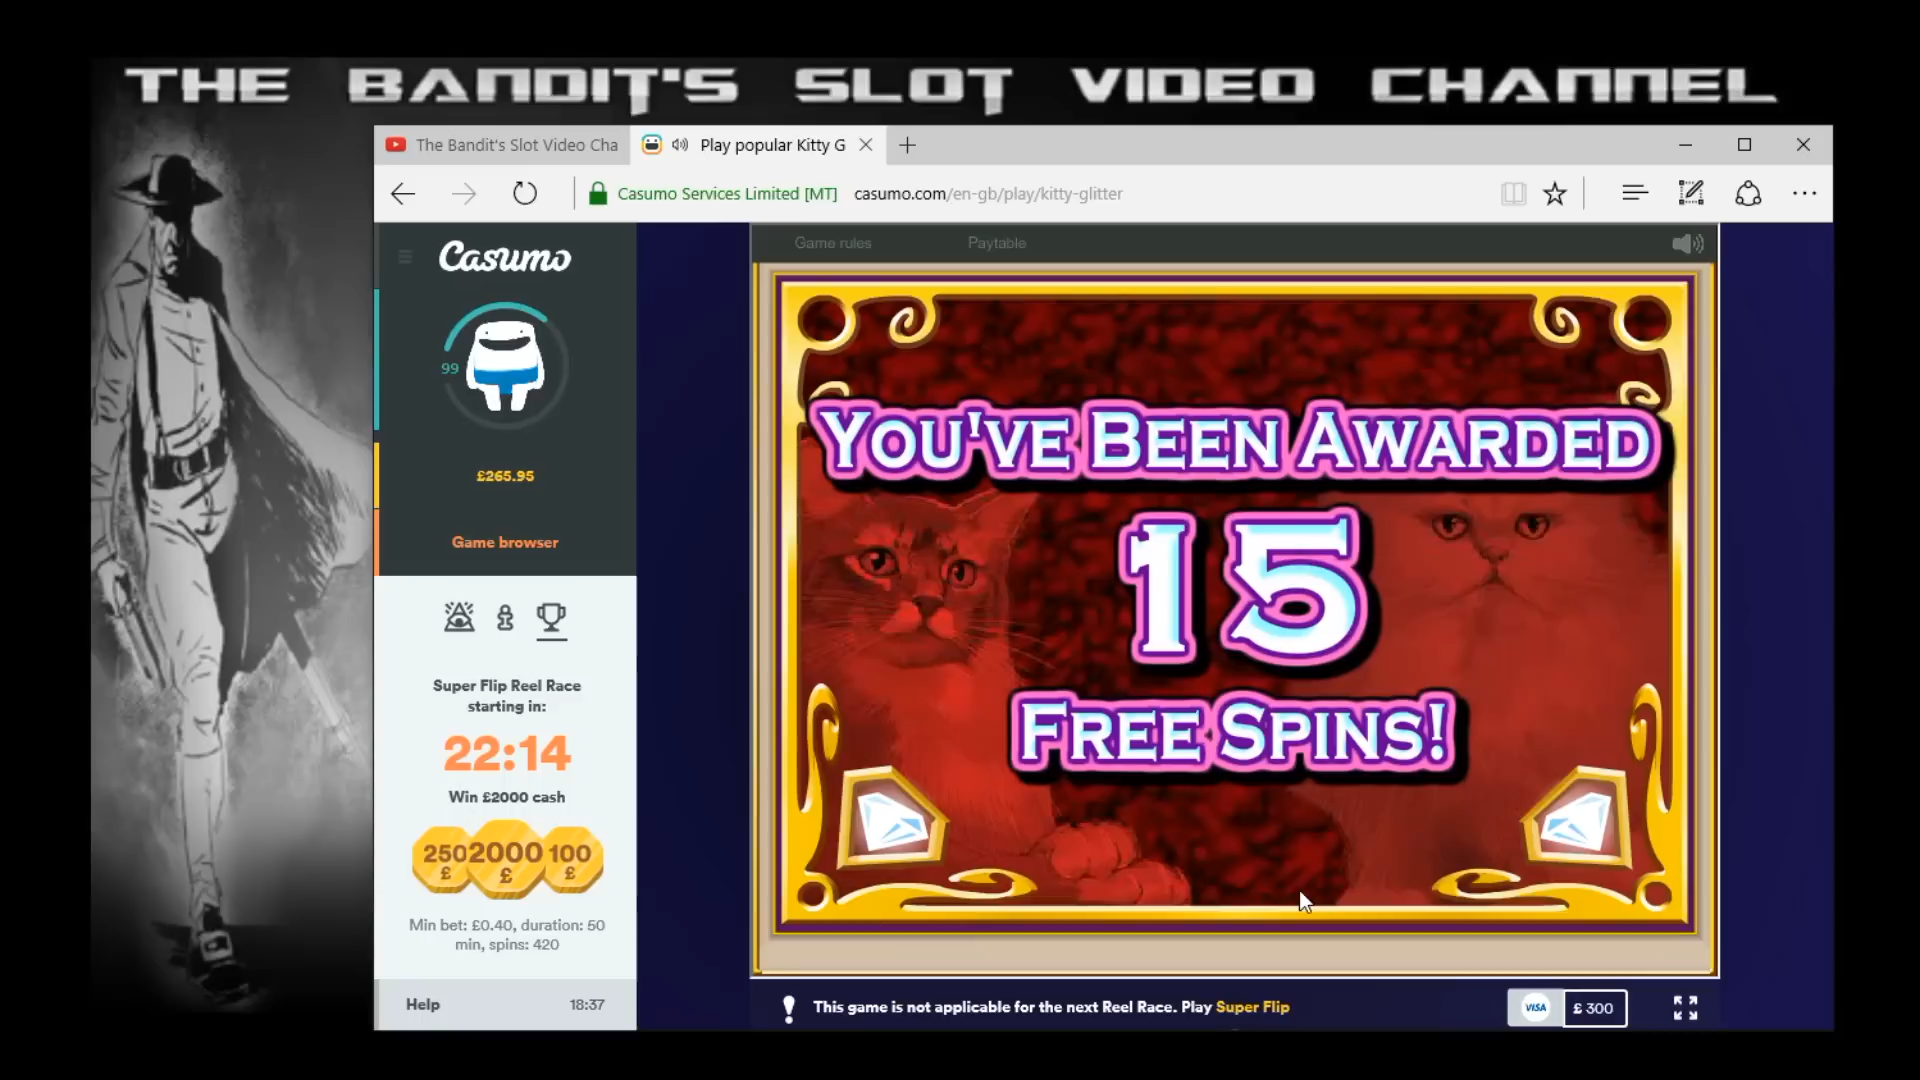 THE BANDIT'S SLOT VIDEO CHANNEL
The Bandit's Slot Video Cha
Play popular Kitty G
Casumo Services Limited [MT] casumo.com/en-gb/play/kitty-glitter
Casumo
99
£265.95
Game browser
Super Flip Reel Race
starting in:
22:14
Win £2000 cash
250 2000 100
£ £ £
Min bet: £0.40, duration: 50
min, spins: 420
Help 18:37
Game rules Paytable
YOU'VE BEEN AWARDED
15
FREE SPINS!
This game is not applicable for the next Reel Race. Play Super Flip
VISA £ 300